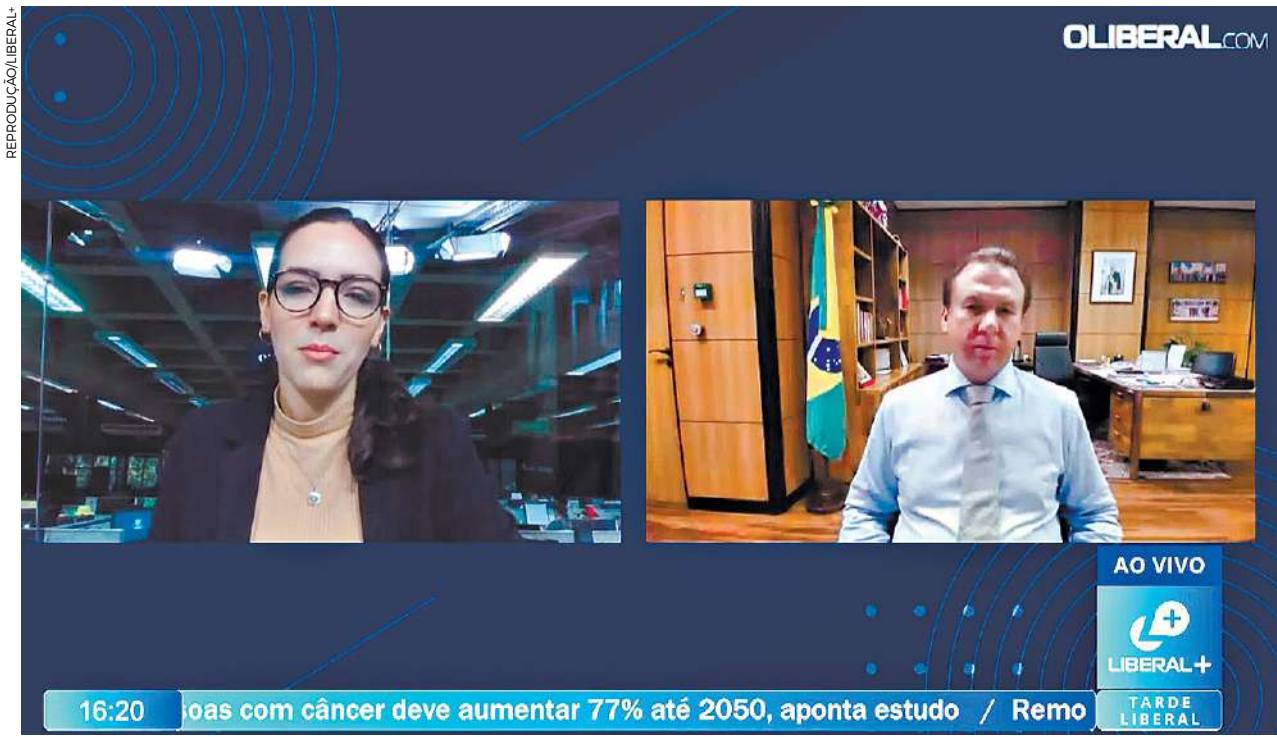 REPRODUÇÃO/LIBERAL+
OLIBERAL.COM
AO VIVO
LIBERAL+
16:20 soas com câncer deve aumentar 77% até 2050, aponta estudo / Remo
TARDE
LIBERAL